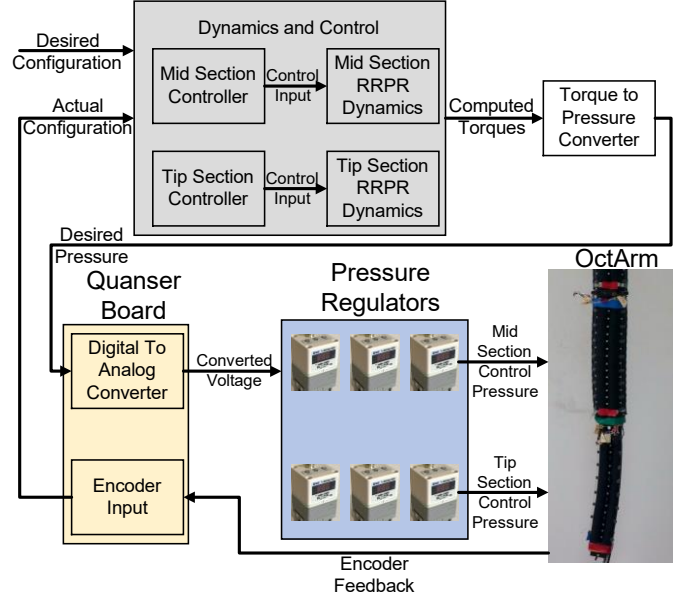 Dynamics and Control
Desired
Configuration
Mid Section
Controller
Control
Input
Mid Section
RRPR
Dynamics
Actual
Configuration
Computed
Torques
Torque to
Pressure
Converter
Tip Section
Controller
Control
Input
Tip Section
RRPR
Dynamics
Desired
Pressure
Quanser
Board
Pressure
Regulators
OctArm
Digital To
Analog
Converter
Converted
Voltage
Mid
Section
Control
Pressure
Encoder
Input
Tip
Section
Control
Pressure
Encoder
Feedback